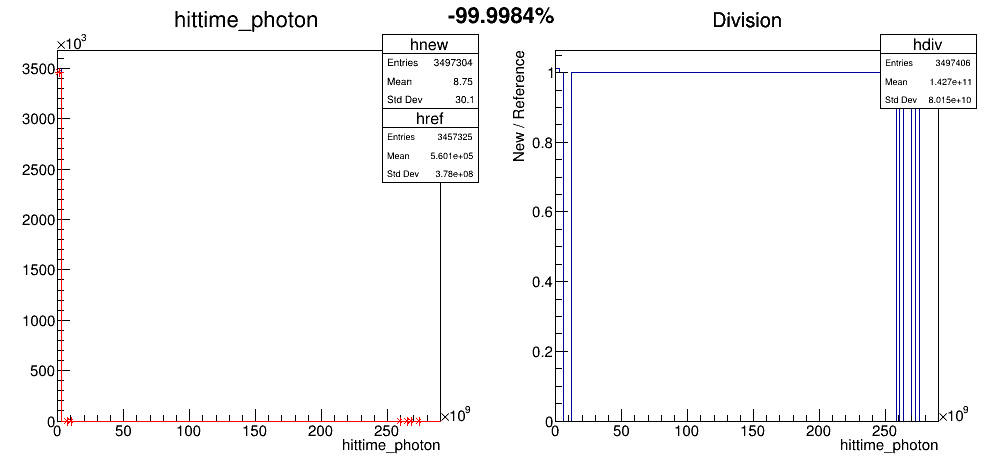 -99.9984%
hittime_photon
×10³
hnew
Entries 3497304
Mean 8.75
Std Dev 30.1
href
Entries 3457325
Mean 5.601e+05
Std Dev 3.78e+08
3500
3000
2500
2000
1500
1000
500
0
0 50 100 150 200 250
×10⁹
hittime_photon
Division
hdiv
Entries 3497406
Mean 1.427e+11
Std Dev 8.015e+10
New / Reference
1
0.8
0.6
0.4
0.2
0
0 50 100 150 200 250
×10⁹
hittime_photon